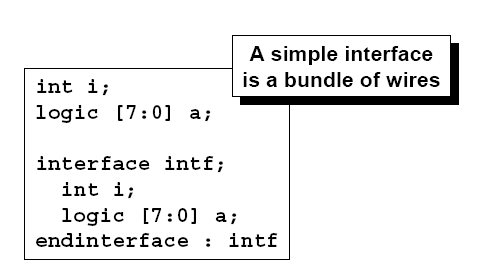 A simple interface
is a bundle of wires
int i;
logic [7:0] a;
interface intf;
int i;
logic [7:0] a;
endinterface : intf